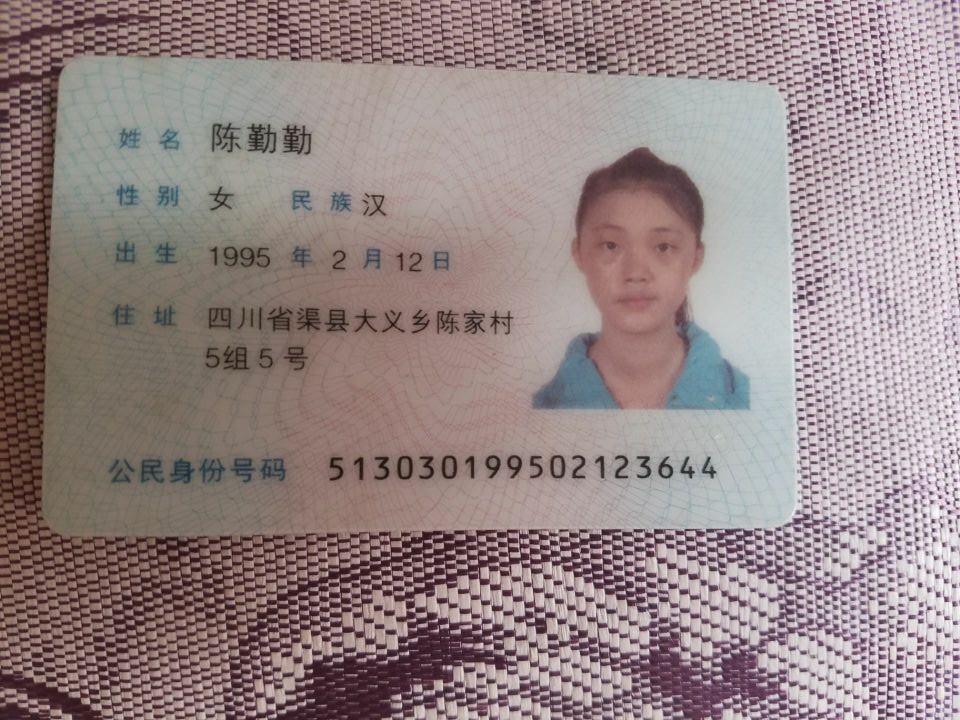 姓名 陈勤勤
性别 女 民族 汉
出生 1995 年 2 月 12 日
住址 四川省渠县大义乡陈家村
5组 5 号
公民身份号码 513030199502123644